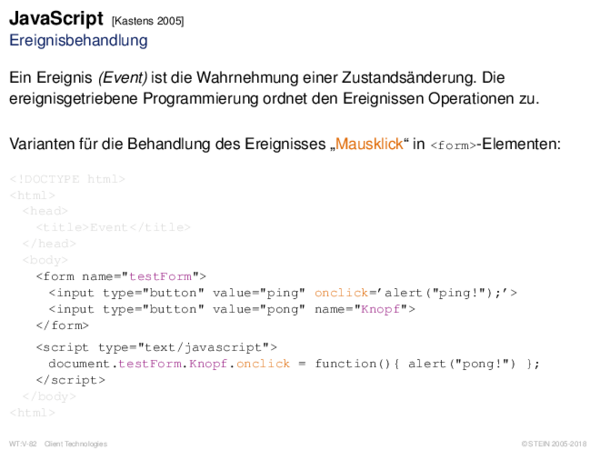 JavaScript [Kastens 2005]
Ereignisbehandlung
Ein Ereignis (Event) ist die Wahrnehmung einer Zustandsänderung. Die
ereignisgetriebene Programmierung ordnet den Ereignissen Operationen zu.
Varianten für die Behandlung des Ereignisses „Mausklick“ in <form>-Elementen:
<!DOCTYPE html>
<html>
<head>
<title>Event</title>
</head>
<body>
<form name="testForm">
<input type="button" value="ping" onclick=’alert("ping!");’>
<input type="button" value="pong" name="Knopf">
</form>
<script type="text/javascript">
document.testForm.Knopf.onclick = function(){ alert("pong!") };
</script>
</body>
<html>
WT:V-82 Client Technologies © STEIN 2005-2018